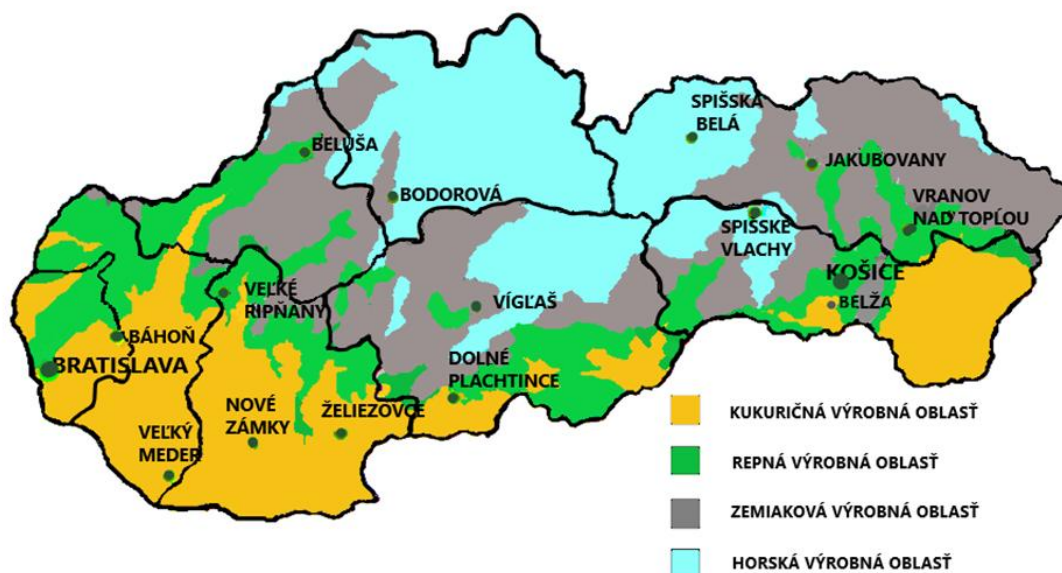 SPIŠSKÁ
BELÁ
BELUŠA
JAKUBOVANY
BODOROVÁ
VRANOV
NAD TOPĽOU
SPIŠSKÉ
VLACHY
KOŠICE
VEĽKÉ
RIPŇANY
VÍGĽAŠ
BELŽA
BÁHOŇ
BRATISLAVA
DOLNÉ
PLACHTINCE
NOVÉ
ZÁMKY
ŽELIEZOVCE
VEĽKÝ
MEDER
KUKURIČNÁ VÝROBNÁ OBLASŤ
REPNÁ VÝROBNÁ OBLASŤ
ZEMIAKOVÁ VÝROBNÁ OBLASŤ
HORSKÁ VÝROBNÁ OBLASŤ